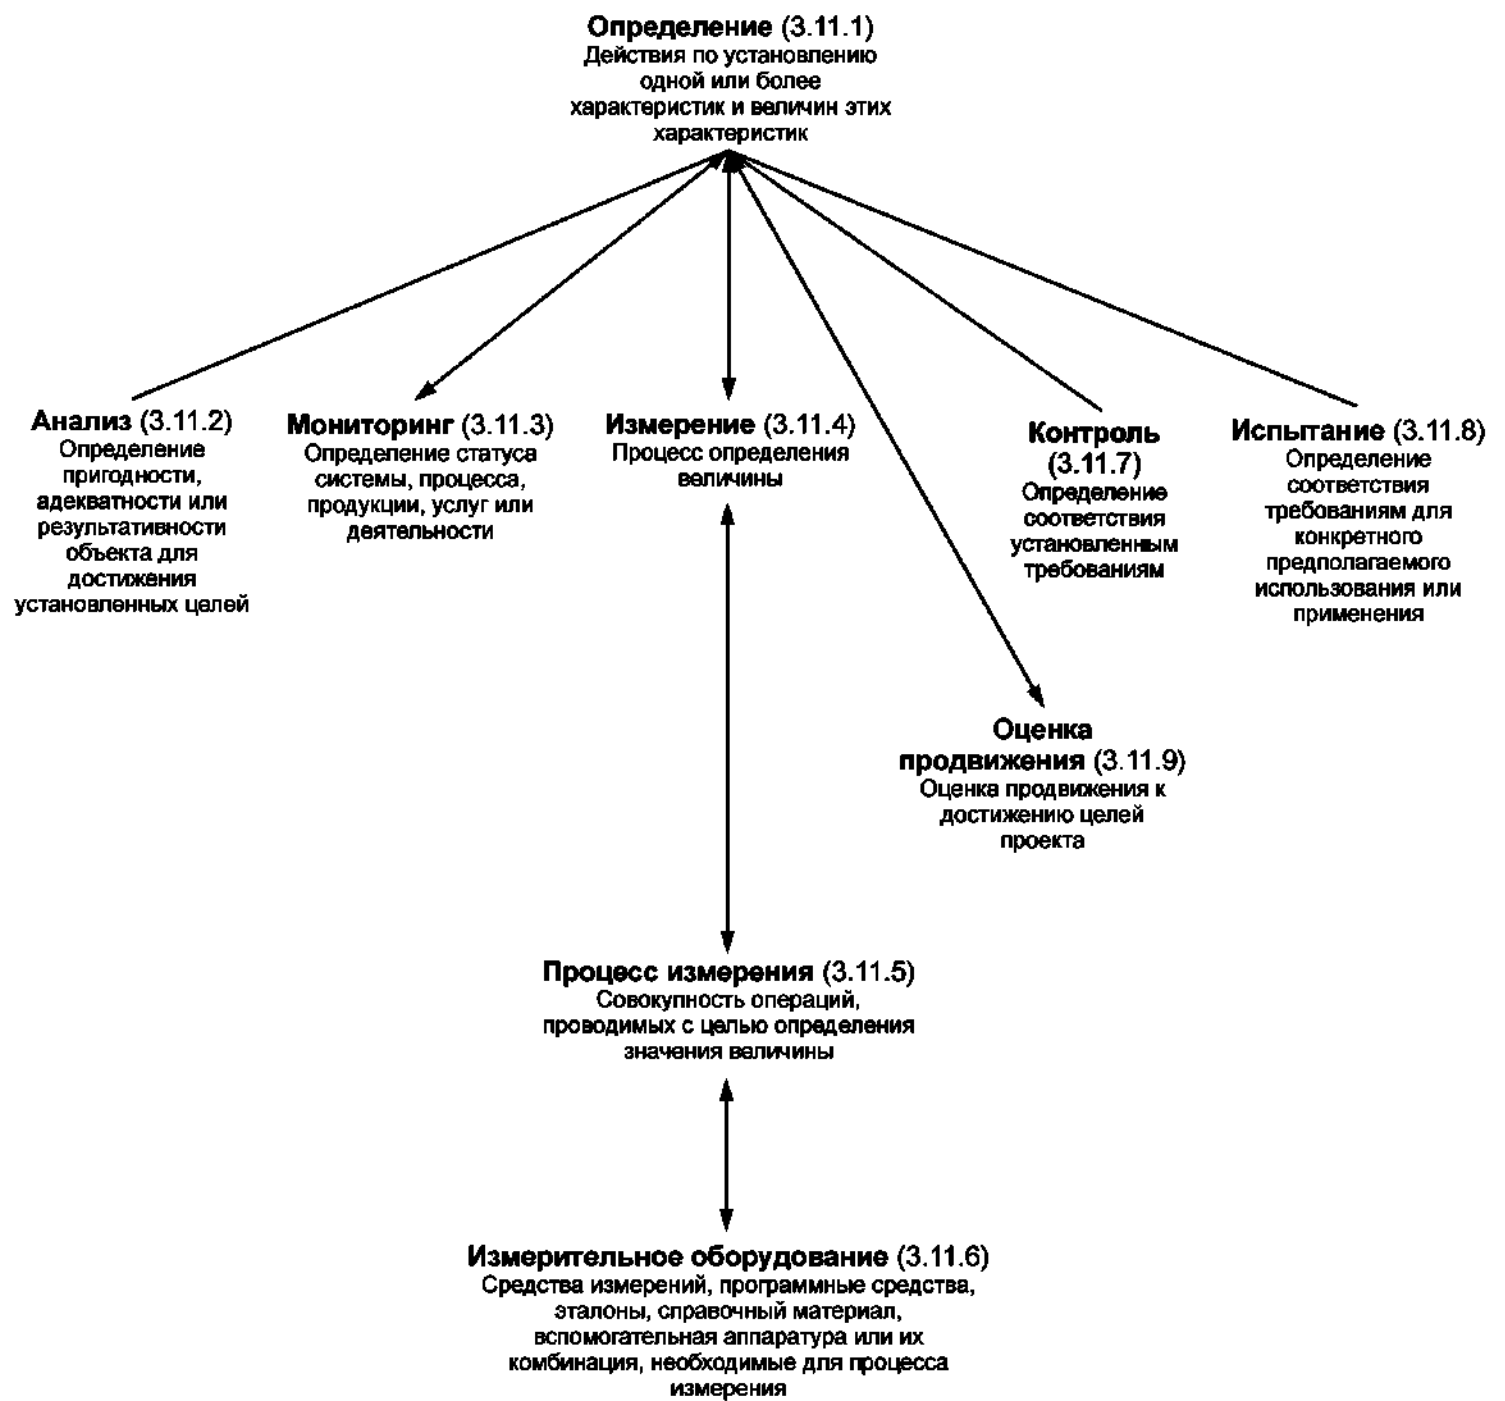 Определение (3.11.1)
Действия по установлению
одной или более
характеристик и величин этих
характеристик
Анализ (3.11.2)
Определение
пригодности,
адекватности или
результативности
объекта для
достижения
установленных целей
Мониторинг (3.11.3)
Определение статуса
системы, процесса,
продукции, услуг или
деятельности
Измерение (3.11.4)
Процесс определения
величины
Контроль
(3.11.7)
Определение
соответствия
установленным
требованиям
Испытание (3.11.8)
Определение
соответствия
требованиям для
конкретного
предполагаемого
использования или
применения
Оценка
продвижения (3.11.9)
Оценка продвижения к
достижению целей
проекта
Процесс измерения (3.11.5)
Совокупность операций,
проводимых с целью определения
значения величины
Измерительное оборудование (3.11.6)
Средства измерений, программные средства,
эталоны, справочный материал,
вспомогательная аппаратура или их
комбинация, необходимые для процесса
измерения